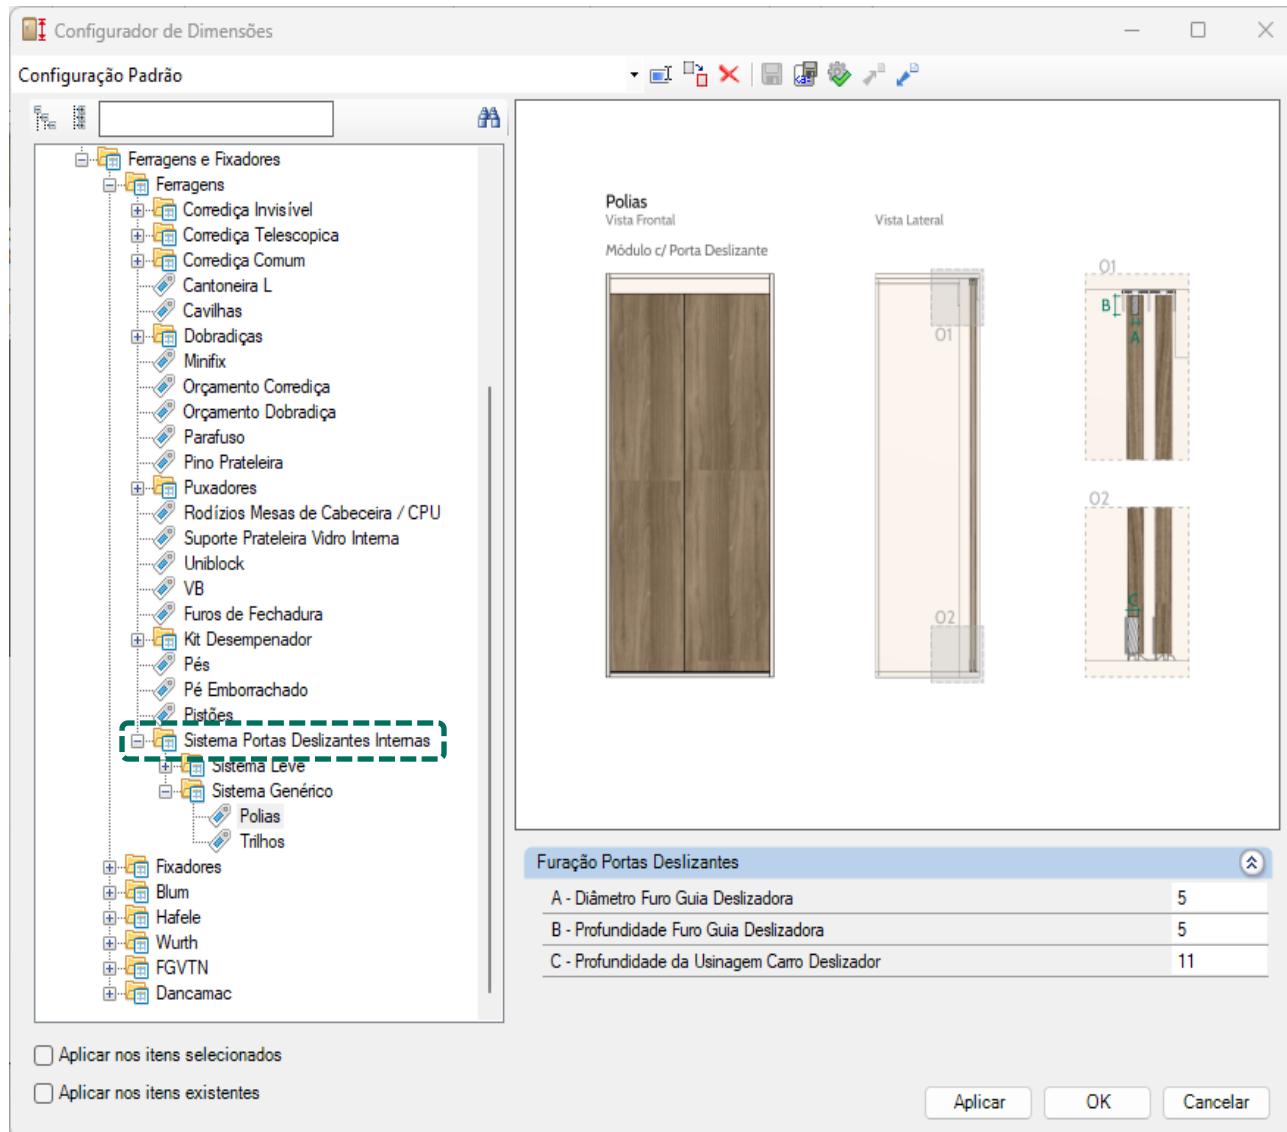 Configurador de Dimensões
Configuração Padrão
Ferragens e Fixadores
Ferragens
Corrediça Invisível
Corrediça Telescopica
Corrediça Comum
Cantoneira L
Cavilhas
Dobradiças
Minifix
Orçamento Corrediça
Orçamento Dobradiça
Parafuso
Pino Prateleira
Puxadores
Rodízios Mesas de Cabeceira / CPU
Suporte Prateleira Vidro Interna
Uniblock
VB
Furos de Fechadura
Kit Desempenador
Pés
Pé Emborrachado
Pistões
Sistema Portas Deslizantes Internas
Sistema Leve
Sistema Genérico
Polias
Trilhos
Fixadores
Blum
Hafele
Wurth
FGVTN
Dancamac
Aplicar nos itens selecionados
Aplicar nos itens existentes
Polias
Vista Frontal
Vista Lateral
Módulo c/ Porta Deslizante
01
02
01
B
A
02
C
Furação Portas Deslizantes
A - Diâmetro Furo Guia Deslizadora 5
B - Profundidade Furo Guia Deslizadora 5
C - Profundidade da Usinagem Carro Deslizador 11
Aplicar OK Cancelar